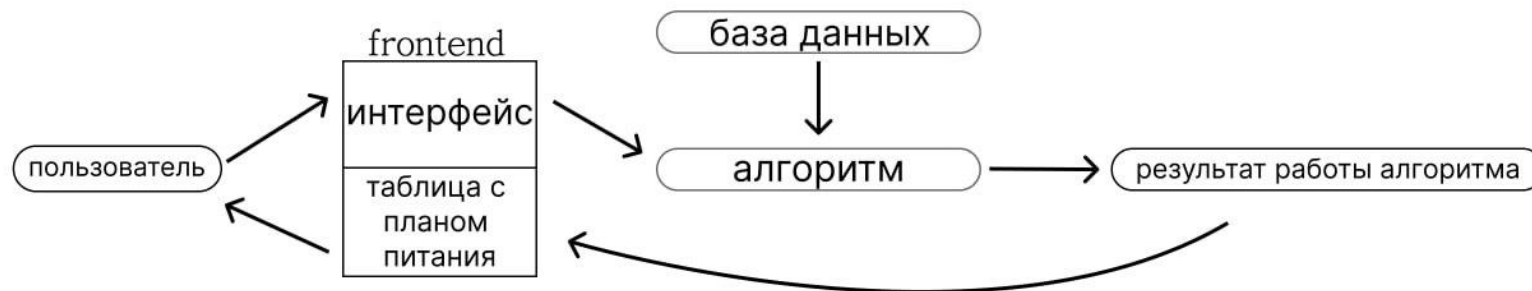 frontend
база данных
интерфейс
пользователь
алгоритм
результат работы алгоритма
таблица с
планом
питания